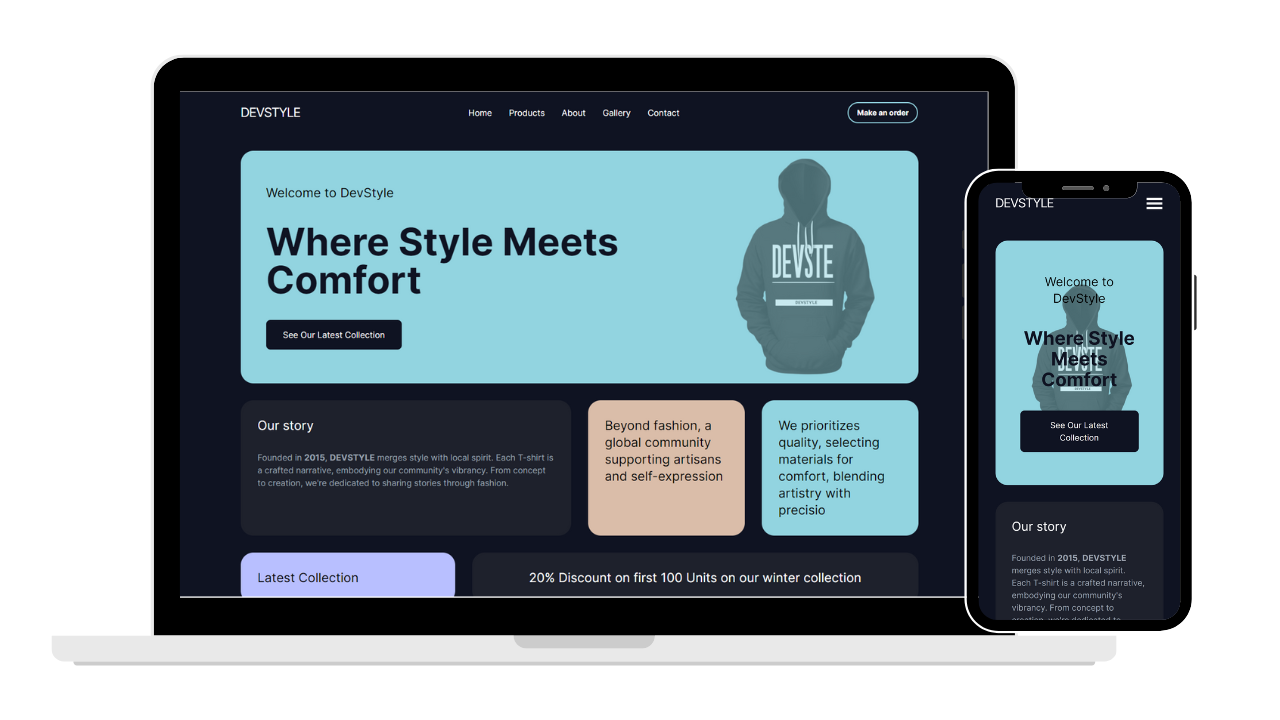 DEVSTYLE
Home Products About Gallery Contact
Make an order
Welcome to DevStyle
Where Style Meets
Comfort
See Our Latest Collection
DEVSTE
DEVSTYLE
Our story
Founded in 2015, DEVSTYLE merges style with local spirit. Each T-shirt is
a crafted narrative, embodying our community's vibrancy. From concept
to creation, we're dedicated to sharing stories through fashion.
Beyond fashion, a
global community
supporting artisans
and self-expression
We prioritizes
quality, selecting
materials for
comfort, blending
artistry with
precisio
Latest Collection
20% Discount on first 100 Units on our winter collection
DEVSTYLE
Welcome to
DevStyle
Where Style
Meets
Comfort
DEVSTE
DEVSTYLE
See Our Latest
Collection
Our story
Founded in 2015, DEVSTYLE
merges style with local spirit.
Each T-shirt is a crafted narrative,
embodying our community's
vibrancy. From concept to
creation, we're dedicated to